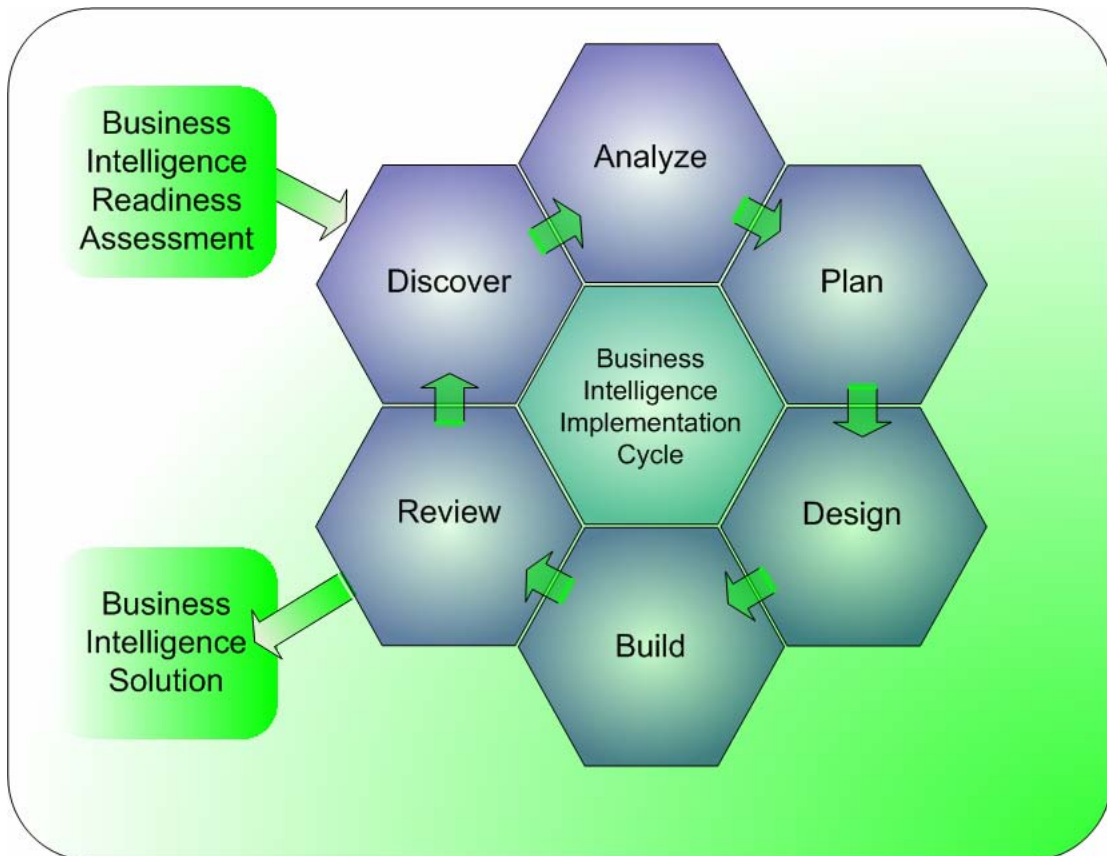 Business
Intelligence
Readiness
Assessment
Analyze
Discover
Plan
Business
Intelligence
Implementation
Cycle
Review
Design
Build
Business
Intelligence
Solution